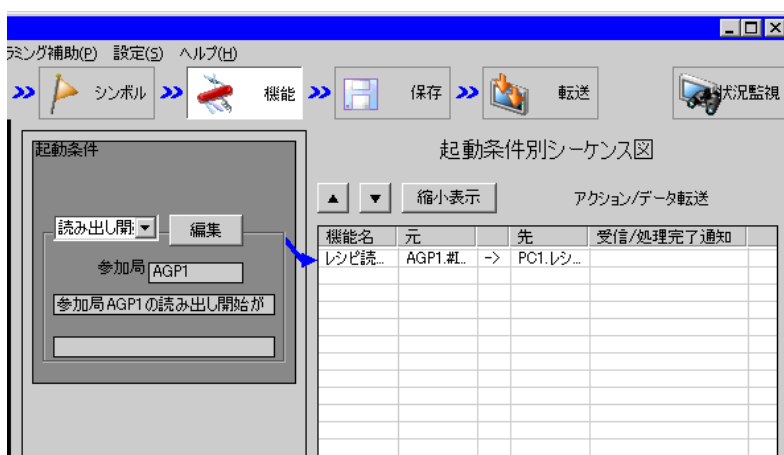 ラミング補助(P) 設定(S) ヘルプ(H)
シンボル 機能 保存 転送 状況監視
起動条件
起動条件別シーケンス図
▲ ▼ 縮小表示 アクション/データ転送
読み出し開 編集
機能名 元 先 受信/処理完了通知
レシピ読... AGP1.#I... -> PC1.レシ...
参加局 AGP1
参加局AGP1の読み出し開始が